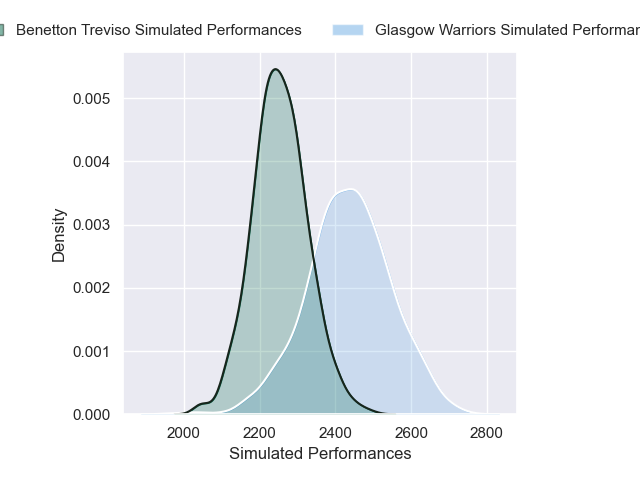 Benetton Treviso Simulated Performances
Glasgow Warriors Simulated
0.005
0.004
0.003
0.002
0.001
0.000
Density
2000 2200 2400 2600 2800
Simulated Performances